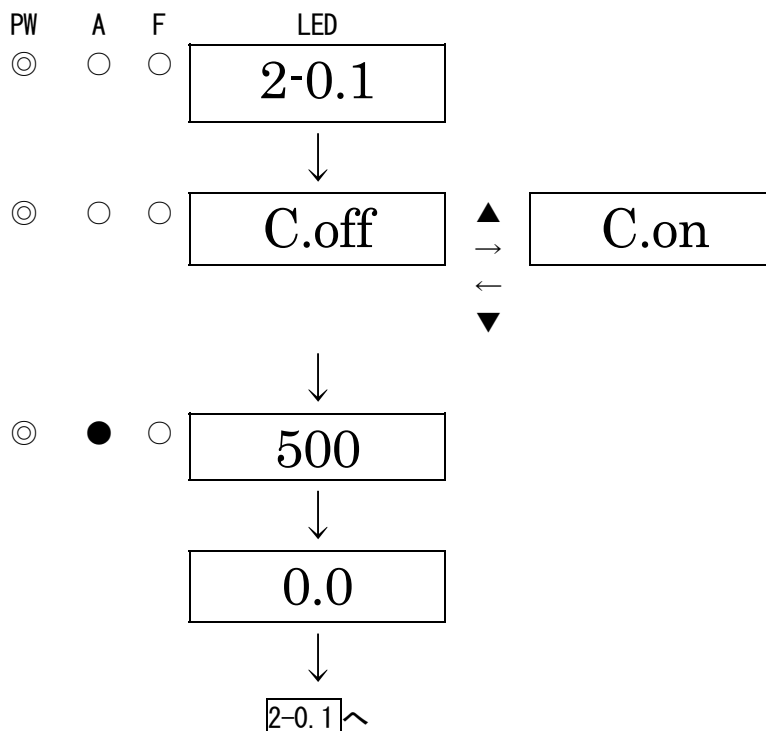 PW A F LED
◎ ○ ○ 2-0.1
↓
◎ ○ ○ C.off ▲ C.on
→
←
▼
↓
◎ ● ○ 500
↓
0.0
↓
2-0.1へ